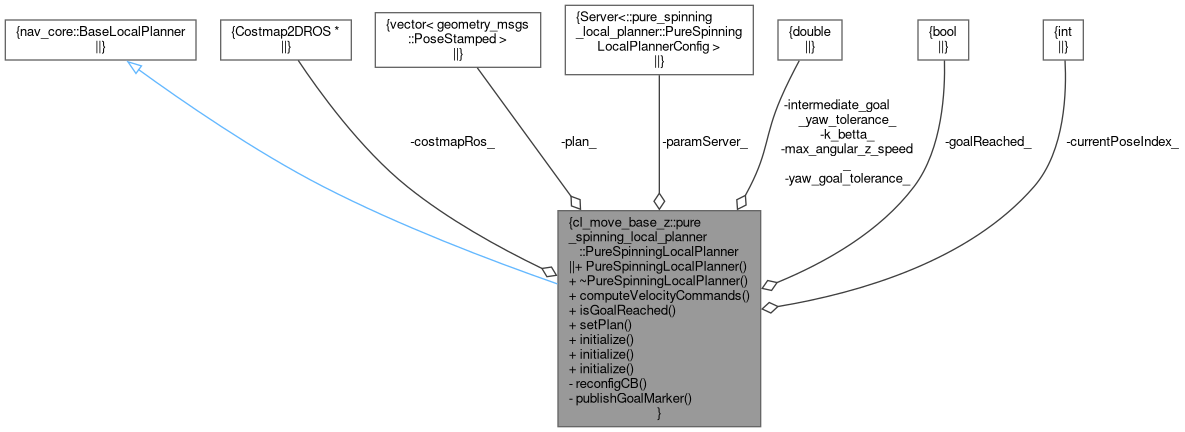 {nav_core::BaseLocalPlanner
||}
{Costmap2DROS *
||}
{vector< geometry_msgs
::PoseStamped >
||}
{Server<::pure_spinning
_local_planner::PureSpinning
LocalPlannerConfig >
||}
{double
||}
{bool
||}
{int
||}
-costmapRos_
-plan_
-paramServer_
-intermediate_goal
_yaw_tolerance_
-k_betta_
-max_angular_z_speed
_
-yaw_goal_tolerance_
-goalReached_
-currentPoseIndex_
{cl_move_base_z::pure
_spinning_local_planner
::PureSpinningLocalPlanner
||+ PureSpinningLocalPlanner()
+ ~PureSpinningLocalPlanner()
+ computeVelocityCommands()
+ isGoalReached()
+ setPlan()
+ initialize()
+ initialize()
+ initialize()
- reconfigCB()
- publishGoalMarker()
}